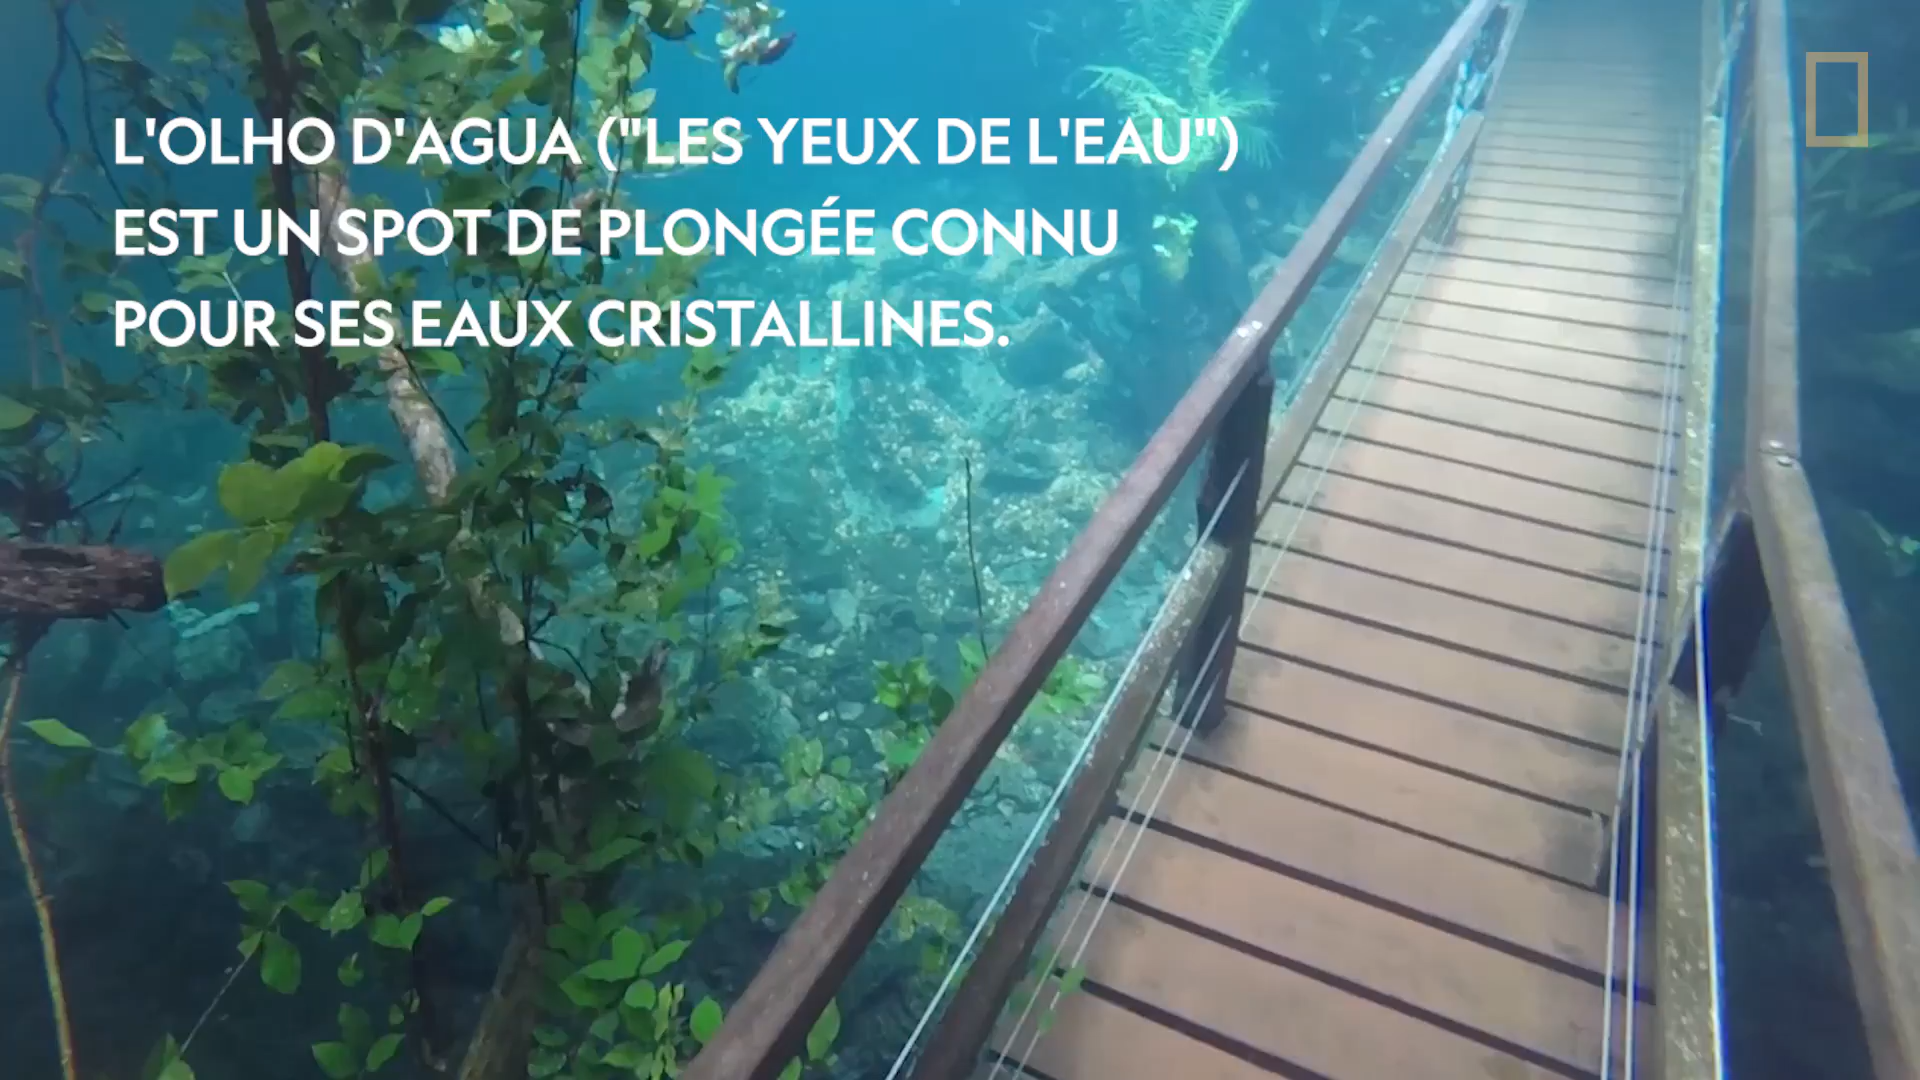 L'OLHO D'AGUA ("LES YEUX DE L'EAU")
EST UN SPOT DE PLONGÉE CONNU
POUR SES EAUX CRISTALLINES.